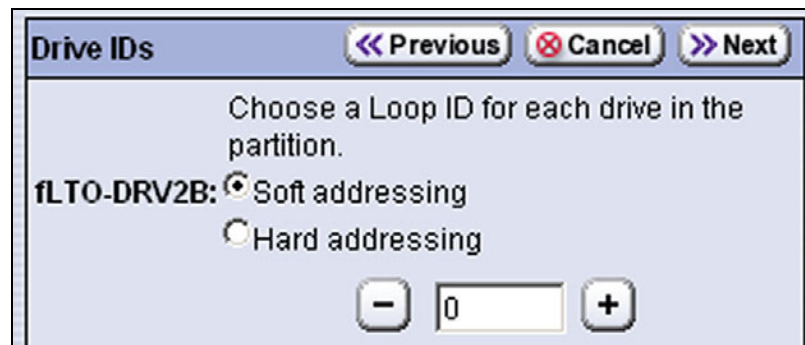 Drive IDs Previous Cancel Next
Choose a Loop ID for each drive in the
partition.
fLTO-DRV2B: Soft addressing
Hard addressing
- 0 +